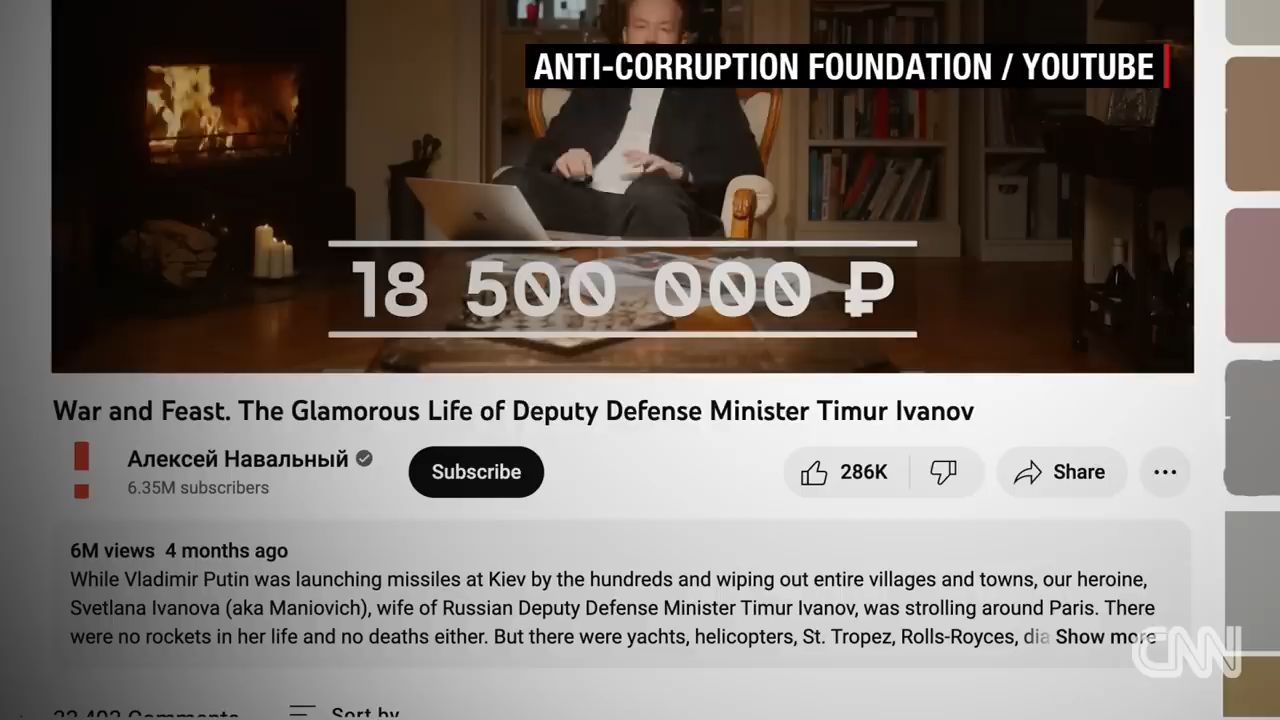 ANTI-CORRUPTION FOUNDATION / YOUTUBE
18 500 000 ₽
War and Feast. The Glamorous Life of Deputy Defense Minister Timur Ivanov
Алексей Навальный
6.35M subscribers
Subscribe
286K
Share
6M views 4 months ago
While Vladimir Putin was launching missiles at Kiev by the hundreds and wiping out entire villages and towns, our heroine,
Svetlana Ivanova (aka Maniovich), wife of Russian Deputy Defense Minister Timur Ivanov, was strolling around Paris. There
were no rockets in her life and no deaths either. But there were yachts, helicopters, St. Tropez, Rolls-Royces, dia Show more
CNN
Comments
Sort by